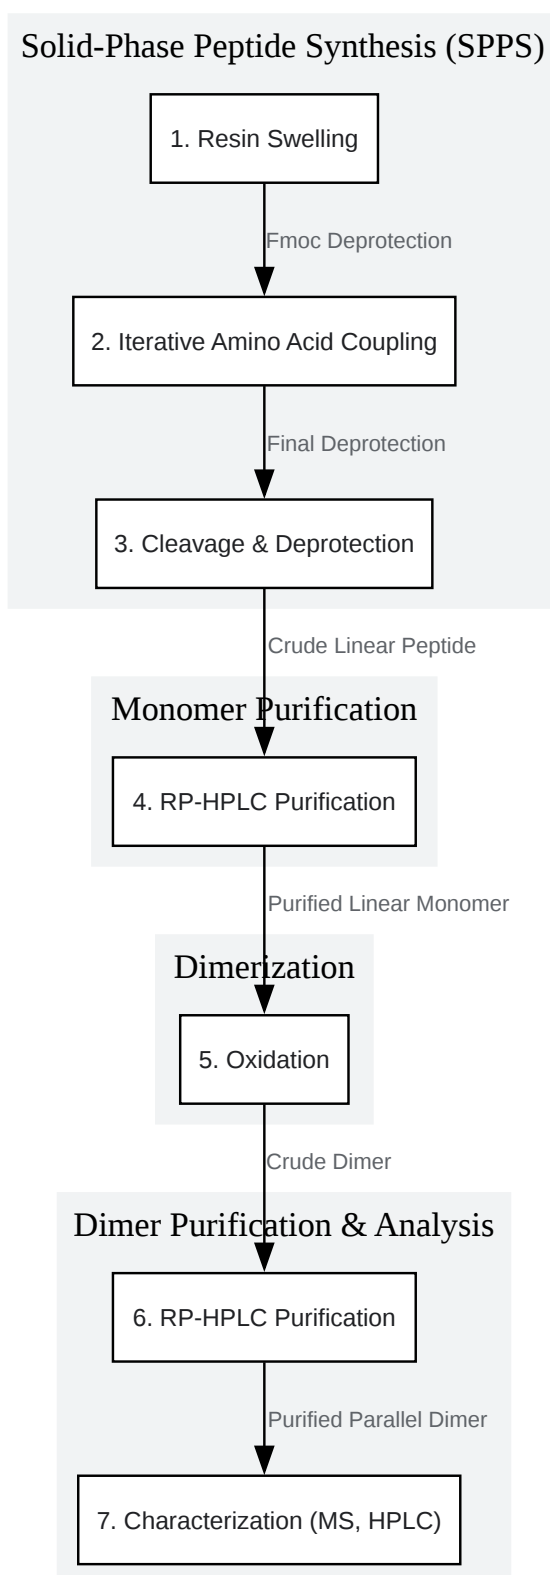 Solid-Phase Peptide Synthesis (SPPS)
1. Resin Swelling
Fmoc Deprotection
2. Iterative Amino Acid Coupling
Final Deprotection
3. Cleavage & Deprotection
Crude Linear Peptide
Monomer Purification
4. RP-HPLC Purification
Purified Linear Monomer
Dimerization
5. Oxidation
Crude Dimer
Dimer Purification & Analysis
6. RP-HPLC Purification
Purified Parallel Dimer
7. Characterization (MS, HPLC)